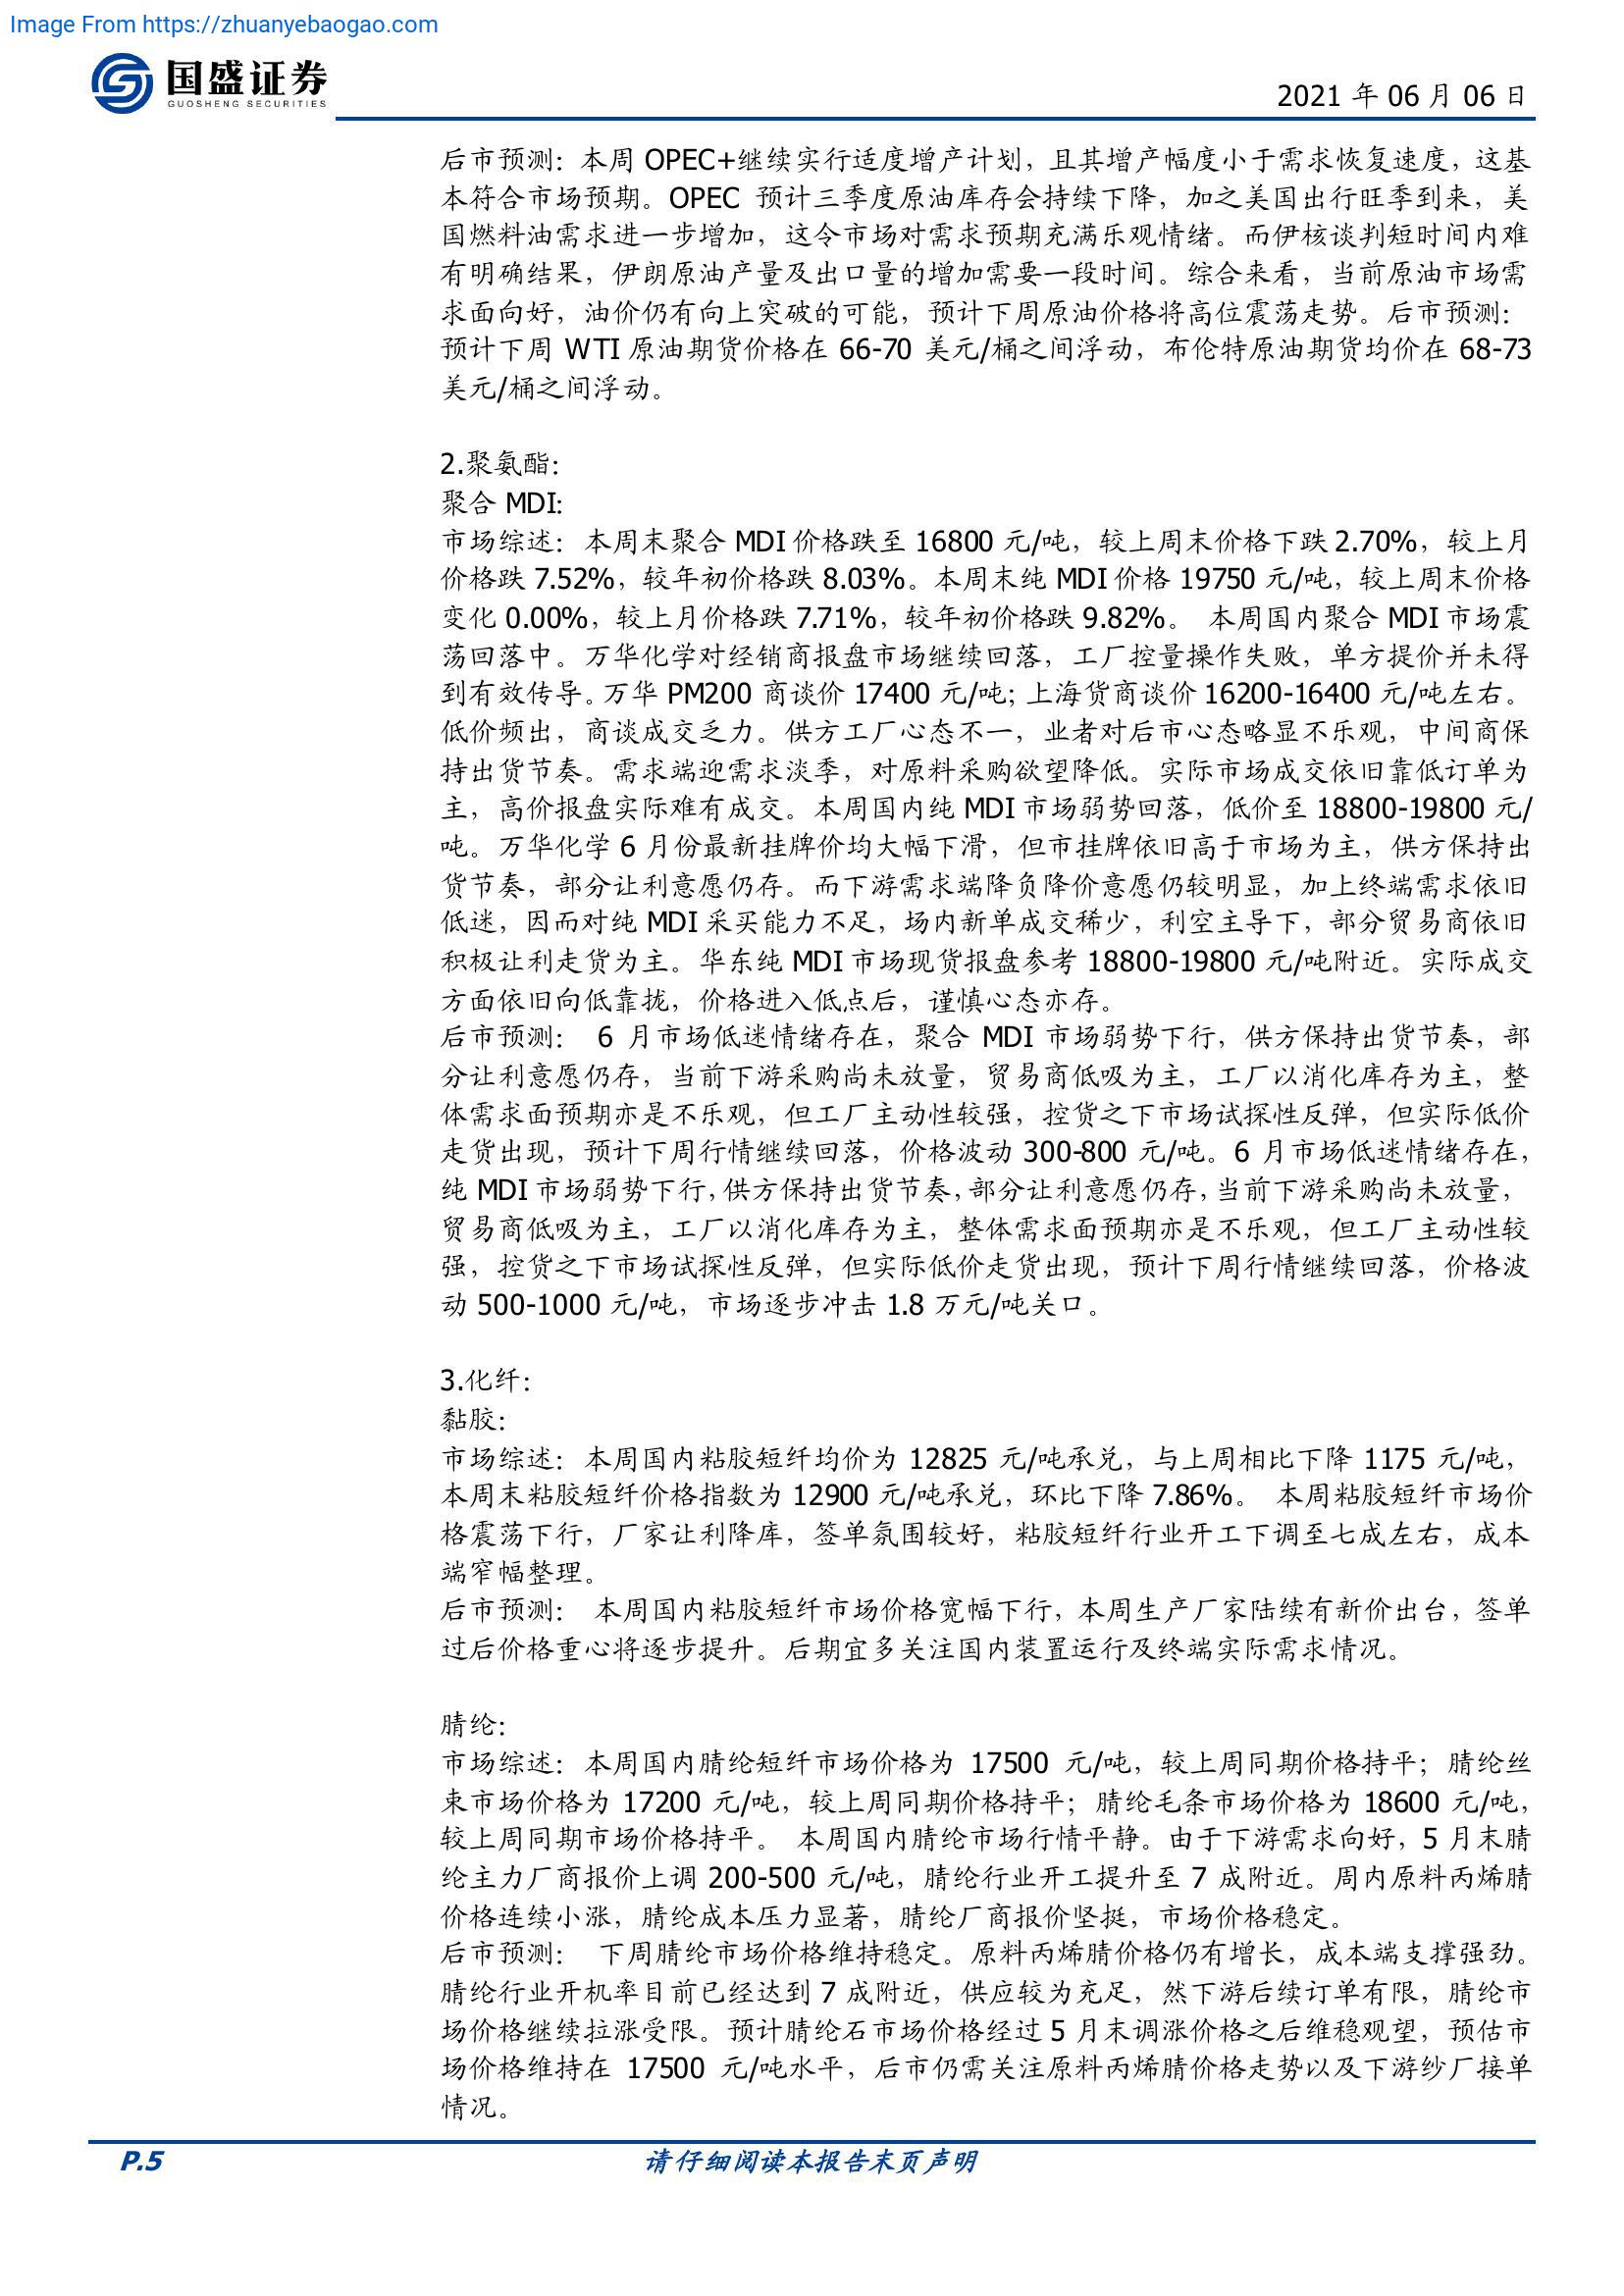 Image From https://zhuanyebaogao.com
国盛证券
GUOSHENG SECURITIES
2021 年 06 月 06 日
后市预测：本周 OPEC+继续实行适度增产计划，且其增产幅度小于需求恢复速度，这基
本符合市场预期。OPEC 预计三季度原油库存会持续下降，加之美国出行旺季到来，美
国燃料油需求进一步增加，这令市场对需求预期充满乐观情绪。而伊核谈判短时间内难
有明确结果，伊朗原油产量及出口量的增加需要一段时间。综合来看，当前原油市场需
求面向好，油价仍有向上突破的可能，预计下周原油价格将高位震荡走势。后市预测：
预计下周 WTI 原油期货价格在 66-70 美元/桶之间浮动，布伦特原油期货均价在 68-73
美元/桶之间浮动。
2.聚氨酯：
聚合 MDI:
市场综述：本周末聚合 MDI 价格跌至 16800 元/吨，较上周末价格下跌 2.70%，较上月
价格跌 7.52%，较年初价格跌 8.03%。本周末纯 MDI 价格 19750 元/吨，较上周末价格
变化 0.00%，较上月价格跌 7.71%，较年初价格跌 9.82%。 本周国内聚合 MDI 市场震
荡回落中。万华化学对经销商报盘市场继续回落，工厂控量操作失败，单方提价并未得
到有效传导。万华 PM200 商谈价 17400 元/吨；上海货商谈价 16200-16400 元/吨左右。
低价频出，商谈成交乏力。供方工厂心态不一，业者对后市心态略显不乐观，中间商保
持出货节奏。需求端迎需求淡季，对原料采购欲望降低。实际市场成交依旧靠低订单为
主，高价报盘实际难有成交。本周国内纯 MDI 市场弱势回落，低价至 18800-19800 元/
吨。万华化学 6 月份最新挂牌价均大幅下滑，但市挂牌依旧高于市场为主，供方保持出
货节奏，部分让利意愿仍存。而下游需求端降负降价意愿仍较明显，加上终端需求依旧
低迷，因而对纯 MDI 采买能力不足，场内新单成交稀少，利空主导下，部分贸易商依旧
积极让利走货为主。华东纯 MDI 市场现货报盘参考 18800-19800 元/吨附近。实际成交
方面依旧向低靠拢，价格进入低点后，谨慎心态亦存。
后市预测： 6 月市场低迷情绪存在，聚合 MDI 市场弱势下行，供方保持出货节奏，部
分让利意愿仍存，当前下游采购尚未放量，贸易商低吸为主，工厂以消化库存为主，整
体需求面预期亦是不乐观，但工厂主动性较强，控货之下市场试探性反弹，但实际低价
走货出现，预计下周行情继续回落，价格波动 300-800 元/吨。6 月市场低迷情绪存在，
纯 MDI 市场弱势下行，供方保持出货节奏，部分让利意愿仍存，当前下游采购尚未放量，
贸易商低吸为主，工厂以消化库存为主，整体需求面预期亦是不乐观，但工厂主动性较
强，控货之下市场试探性反弹，但实际低价走货出现，预计下周行情继续回落，价格波
动 500-1000 元/吨，市场逐步冲击 1.8 万元/吨关口。
3.化纤：
黏胶：
市场综述：本周国内粘胶短纤均价为 12825 元/吨承兑，与上周相比下降 1175 元/吨，
本周末粘胶短纤价格指数为 12900 元/吨承兑，环比下降 7.86%。 本周粘胶短纤市场价
格震荡下行，厂家让利降库，签单氛围较好，粘胶短纤行业开工下调至七成左右，成本
端窄幅整理。
后市预测： 本周国内粘胶短纤市场价格宽幅下行，本周生产厂家陆续有新价出台，签单
过后价格重心将逐步提升。后期宜多关注国内装置运行及终端实际需求情况。
腈纶：
市场综述：本周国内腈纶短纤市场价格为 17500 元/吨，较上周同期价格持平；腈纶丝
束市场价格为 17200 元/吨，较上周同期价格持平；腈纶毛条市场价格为 18600 元/吨，
较上周同期市场价格持平。 本周国内腈纶市场行情平静。由于下游需求向好，5 月末腈
纶主力厂商报价上调 200-500 元/吨，腈纶行业开工提升至 7 成附近。周内原料丙烯腈
价格连续小涨，腈纶成本压力显著，腈纶厂商报价坚挺，市场价格稳定。
后市预测： 下周腈纶市场价格维持稳定。原料丙烯腈价格仍有增长，成本端支撑强劲。
腈纶行业开机率目前已经达到 7 成附近，供应较为充足，然下游后续订单有限，腈纶市
场价格继续拉涨受限。预计腈纶石市场价格经过 5 月末调涨价格之后维稳观望，预估市
场价格维持在 17500 元/吨水平，后市仍需关注原料丙烯腈价格走势以及下游纱厂接单
情况。
P.5
请仔细阅读本报告末页声明